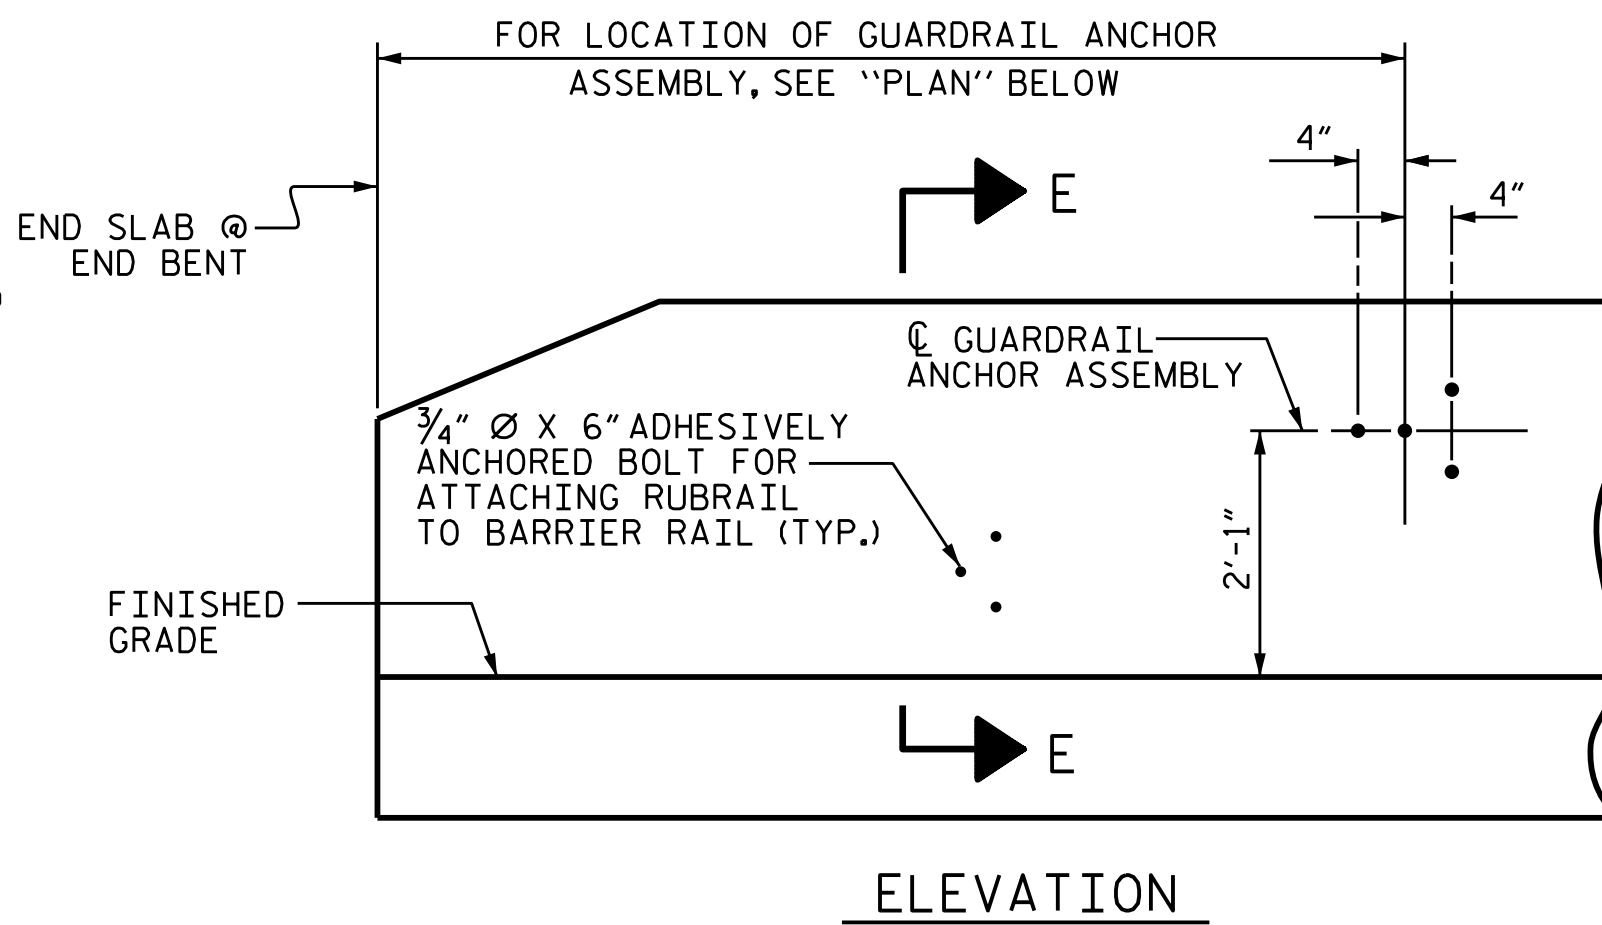 FOR LOCATION OF GUARDRAIL ANCHOR
ASSEMBLY, SEE ``PLAN'' BELOW
4"
4"
E
END SLAB @
END BENT
℄ GUARDRAIL
ANCHOR ASSEMBLY
3/4" Ø X 6" ADHESIVELY
ANCHORED BOLT FOR
ATTACHING RUBRAIL
TO BARRIER RAIL (TYP.)
2'-1"
FINISHED
GRADE
E
ELEVATION